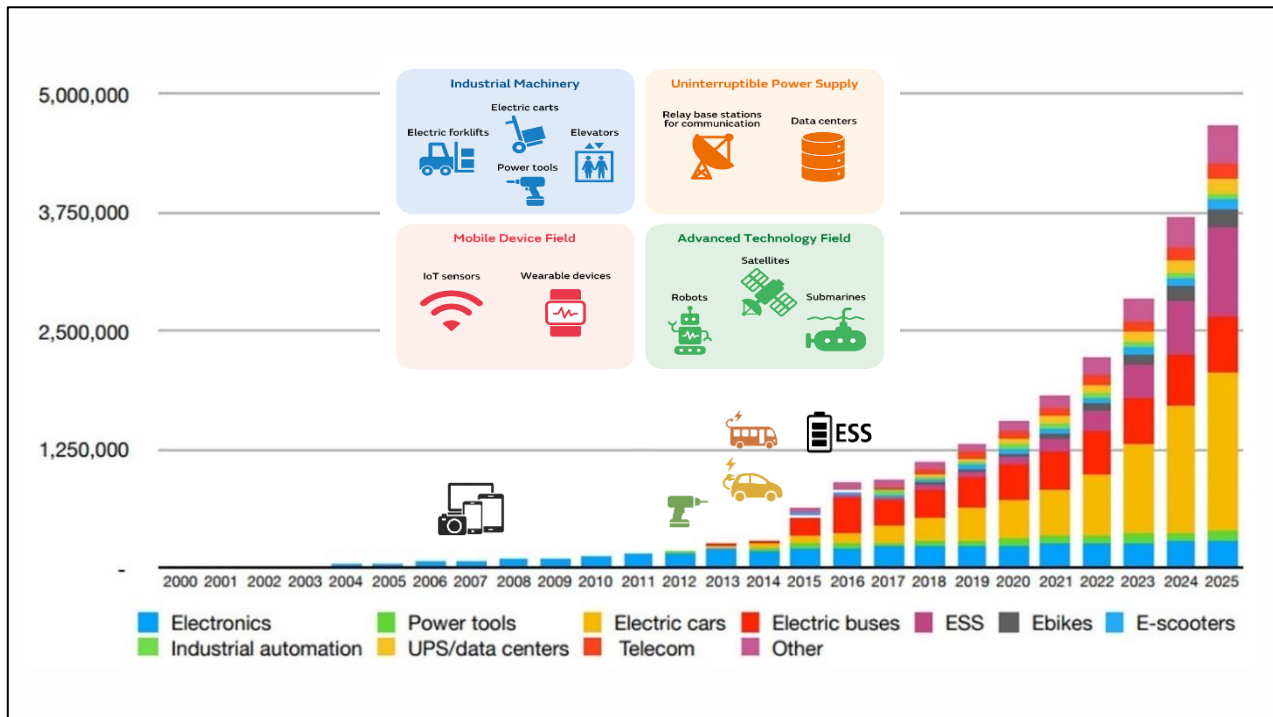 5,000,000
3,750,000
2,500,000
1,250,000
-
Industrial Machinery
Electric carts
Electric forklifts
Elevators
Power tools
Uninterruptible Power Supply
Relay base stations
for communication
Data centers
Mobile Device Field
IoT sensors
Wearable devices
Advanced Technology Field
Satellites
Robots
Submarines
ESS
2000 2001 2002 2003 2004 2005 2006 2007 2008 2009 2010 2011 2012 2013 2014 2015 2016 2017 2018 2019 2020 2021 2022 2023 2024 2025
Electronics Power tools Electric cars Electric buses ESS Ebikes E-scooters
Industrial automation UPS/data centers Telecom Other